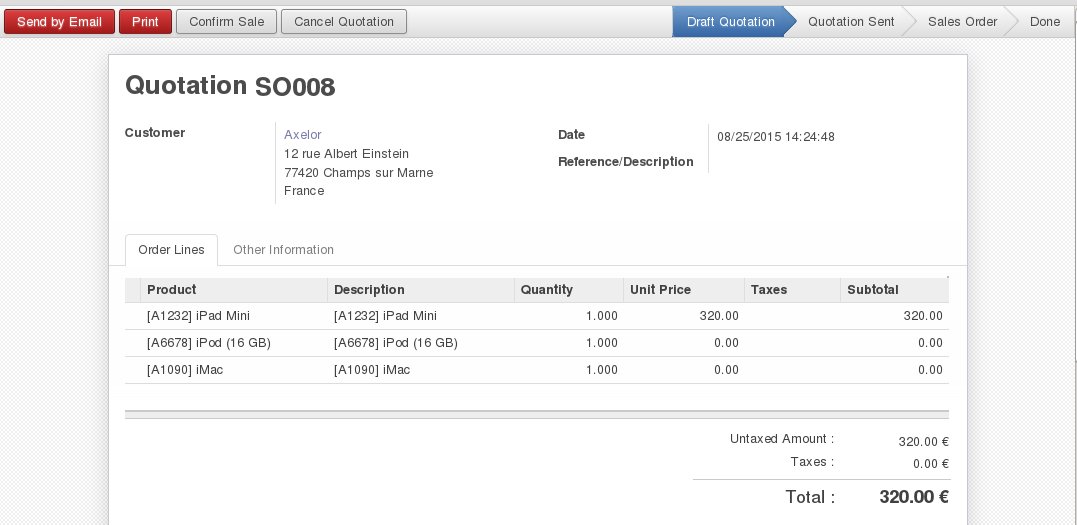 Send by Email Print Confirm Sale Cancel Quotation Draft Quotation Quotation Sent Sales Order Done
Quotation SO008
Customer
Axelor
12 rue Albert Einstein
77420 Champs sur Marne
France
Date 08/25/2015 14:24:48
Reference/Description
Order Lines Other Information
Product Description Quantity Unit Price Taxes Subtotal
[A1232] iPad Mini [A1232] iPad Mini 1.000 320.00 320.00
[A6678] iPod (16 GB) [A6678] iPod (16 GB) 1.000 0.00 0.00
[A1090] iMac [A1090] iMac 1.000 0.00 0.00
Untaxed Amount : 320.00 €
Taxes : 0.00 €
Total : 320.00 €